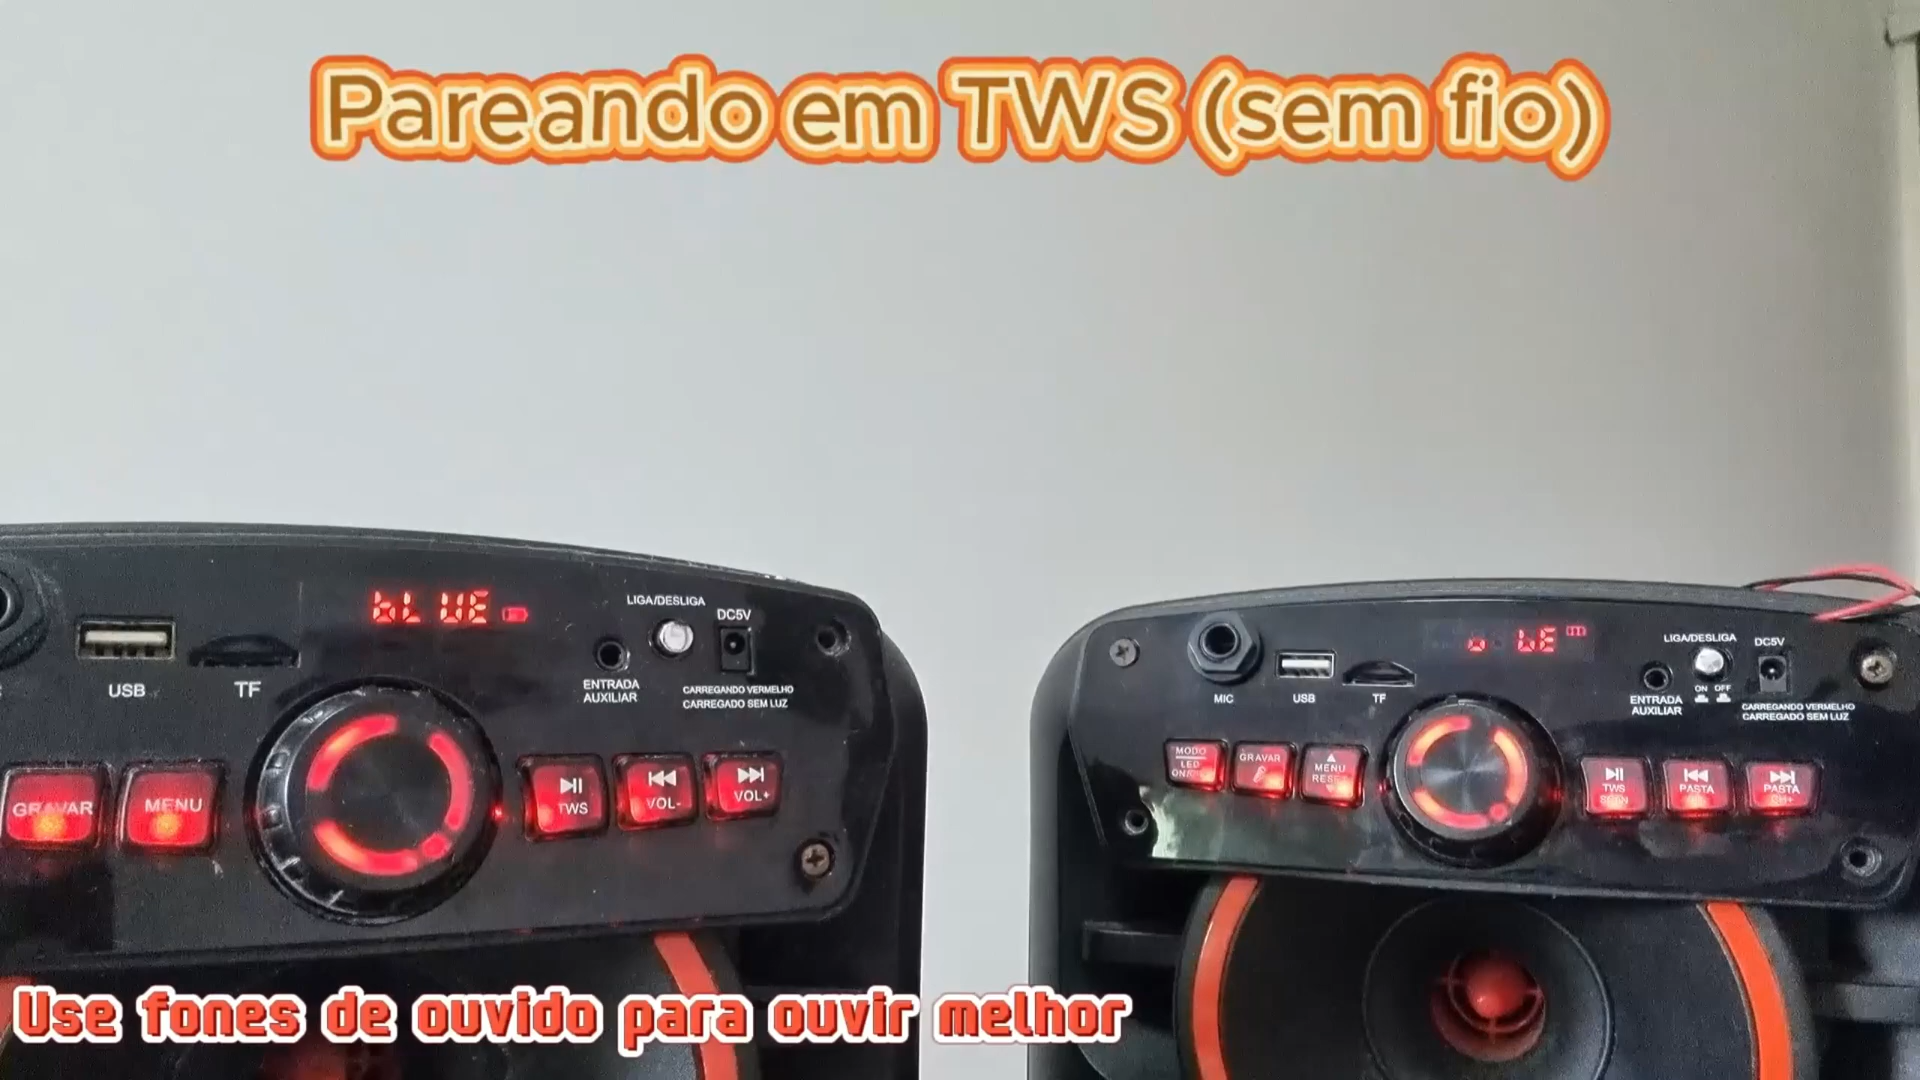 Pareando em TWS (sem fio)
bLUE
LIGA/DESLIGA
DC5V
USB
TF
ENTRADA
AUXILIAR
CARREGANDO VERMELHO
CARREGADO SEM LUZ
GRAVAR
MENU
TWS
VOL-
VOL+
LIGA/DESLIGA
DC5V
MIC
USB
TF
ENTRADA
AUXILIAR
ON OFF
CARREGANDO VERMELHO
CARREGADO SEM LUZ
MODO
LED
GRAVAR
MENU
TWS
PASTA
PASTA
Use fones de ouvido para ouvir melhor